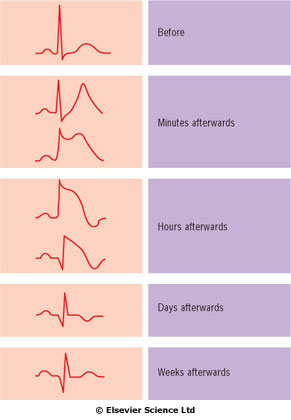 Before
Minutes afterwards
Hours afterwards
Days afterwards
Weeks afterwards
© Elsevier Science Ltd